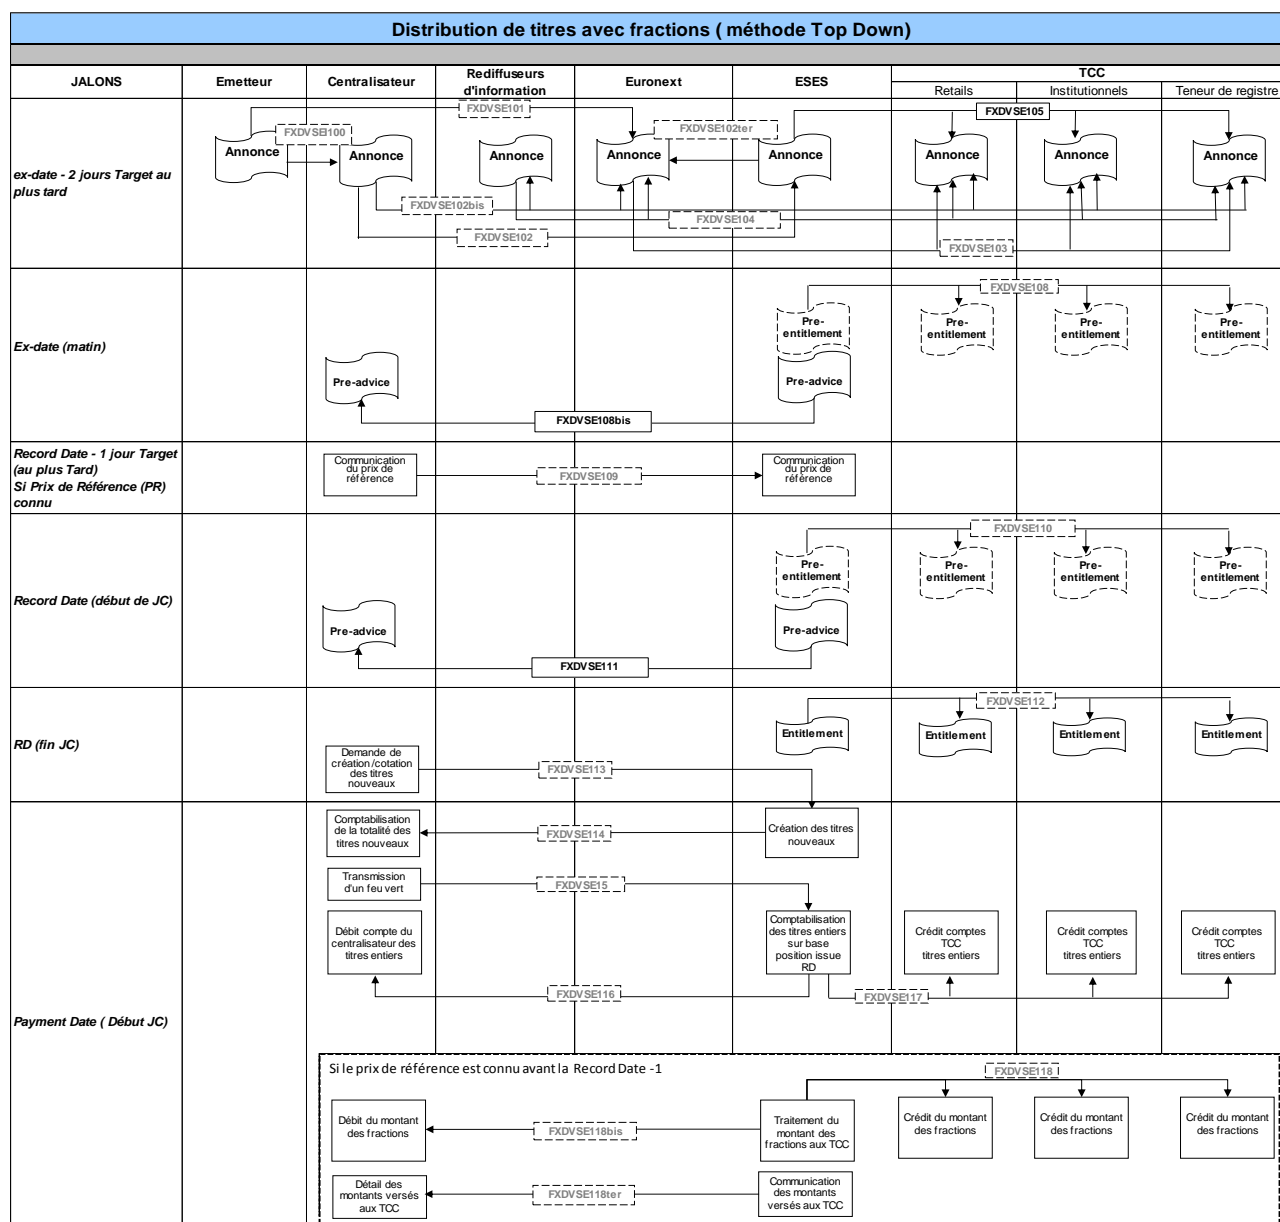 Distribution de titres avec fractions ( méthode Top Down)
JALONS
Emetteur
Centralisateur
Rediffuseurs
d'information
Euronext
ESES
TCC
Retails
Institutionnels
Teneur de registre
ex-date - 2 jours Target au
plus tard
FXDVSE101
FXDVSEI100
FXDVSE102ter
FXDVSE105
Annonce
Annonce
Annonce
Annonce
Annonce
Annonce
Annonce
Annonce
FXDVSE102bis
FXDVSE104
FXDVSE102
FXDVSE103
Ex-date (matin)
FXDVSE108
Pre-
entitlement
Pre-
entitlement
Pre-
entitlement
Pre-
entitlement
Pre-advice
Pre-advice
FXDVSE108bis
Record Date - 1 jour Target
(au plus Tard)
Si Prix de Référence (PR)
connu
Communication
du prix de
référence
FXDVSE109
Communication
du prix de
référence
Record Date (début de JC)
FXDVSE110
Pre-
entitlement
Pre-
entitlement
Pre-
entitlement
Pre-
entitlement
Pre-advice
Pre-advice
FXDVSE111
RD (fin JC)
FXDVSE112
Entitlement
Entitlement
Entitlement
Entitlement
Demande de
création/cotation
des titres
nouveaux
FXDVSE113
Payment Date ( Début JC)
Comptabilisation
de la totalité des
titres nouveaux
FXDVSE114
Création des titres
nouveaux
Transmission
d'un feu vert
FXDVSE15
Débit compte du
centralisateur des
titres entiers
Comptabilisation
des titres entiers
sur base
position issue
RD
Crédit comptes
TCC
titres entiers
Crédit comptes
TCC
titres entiers
Crédit comptes
TCC
titres entiers
FXDVSE116
FXDVSE117
Si le prix de référence est connu avant la Record Date -1
FXDVSE118
Débit du montant
des fractions
FXDVSE118bis
Traitement du
montant des
fractions aux TCC
Crédit du montant
des fractions
Crédit du montant
des fractions
Crédit du montant
des fractions
Détail des
montants versés
aux TCC
FXDVSE118ter
Communication
des montants
versés aux TCC